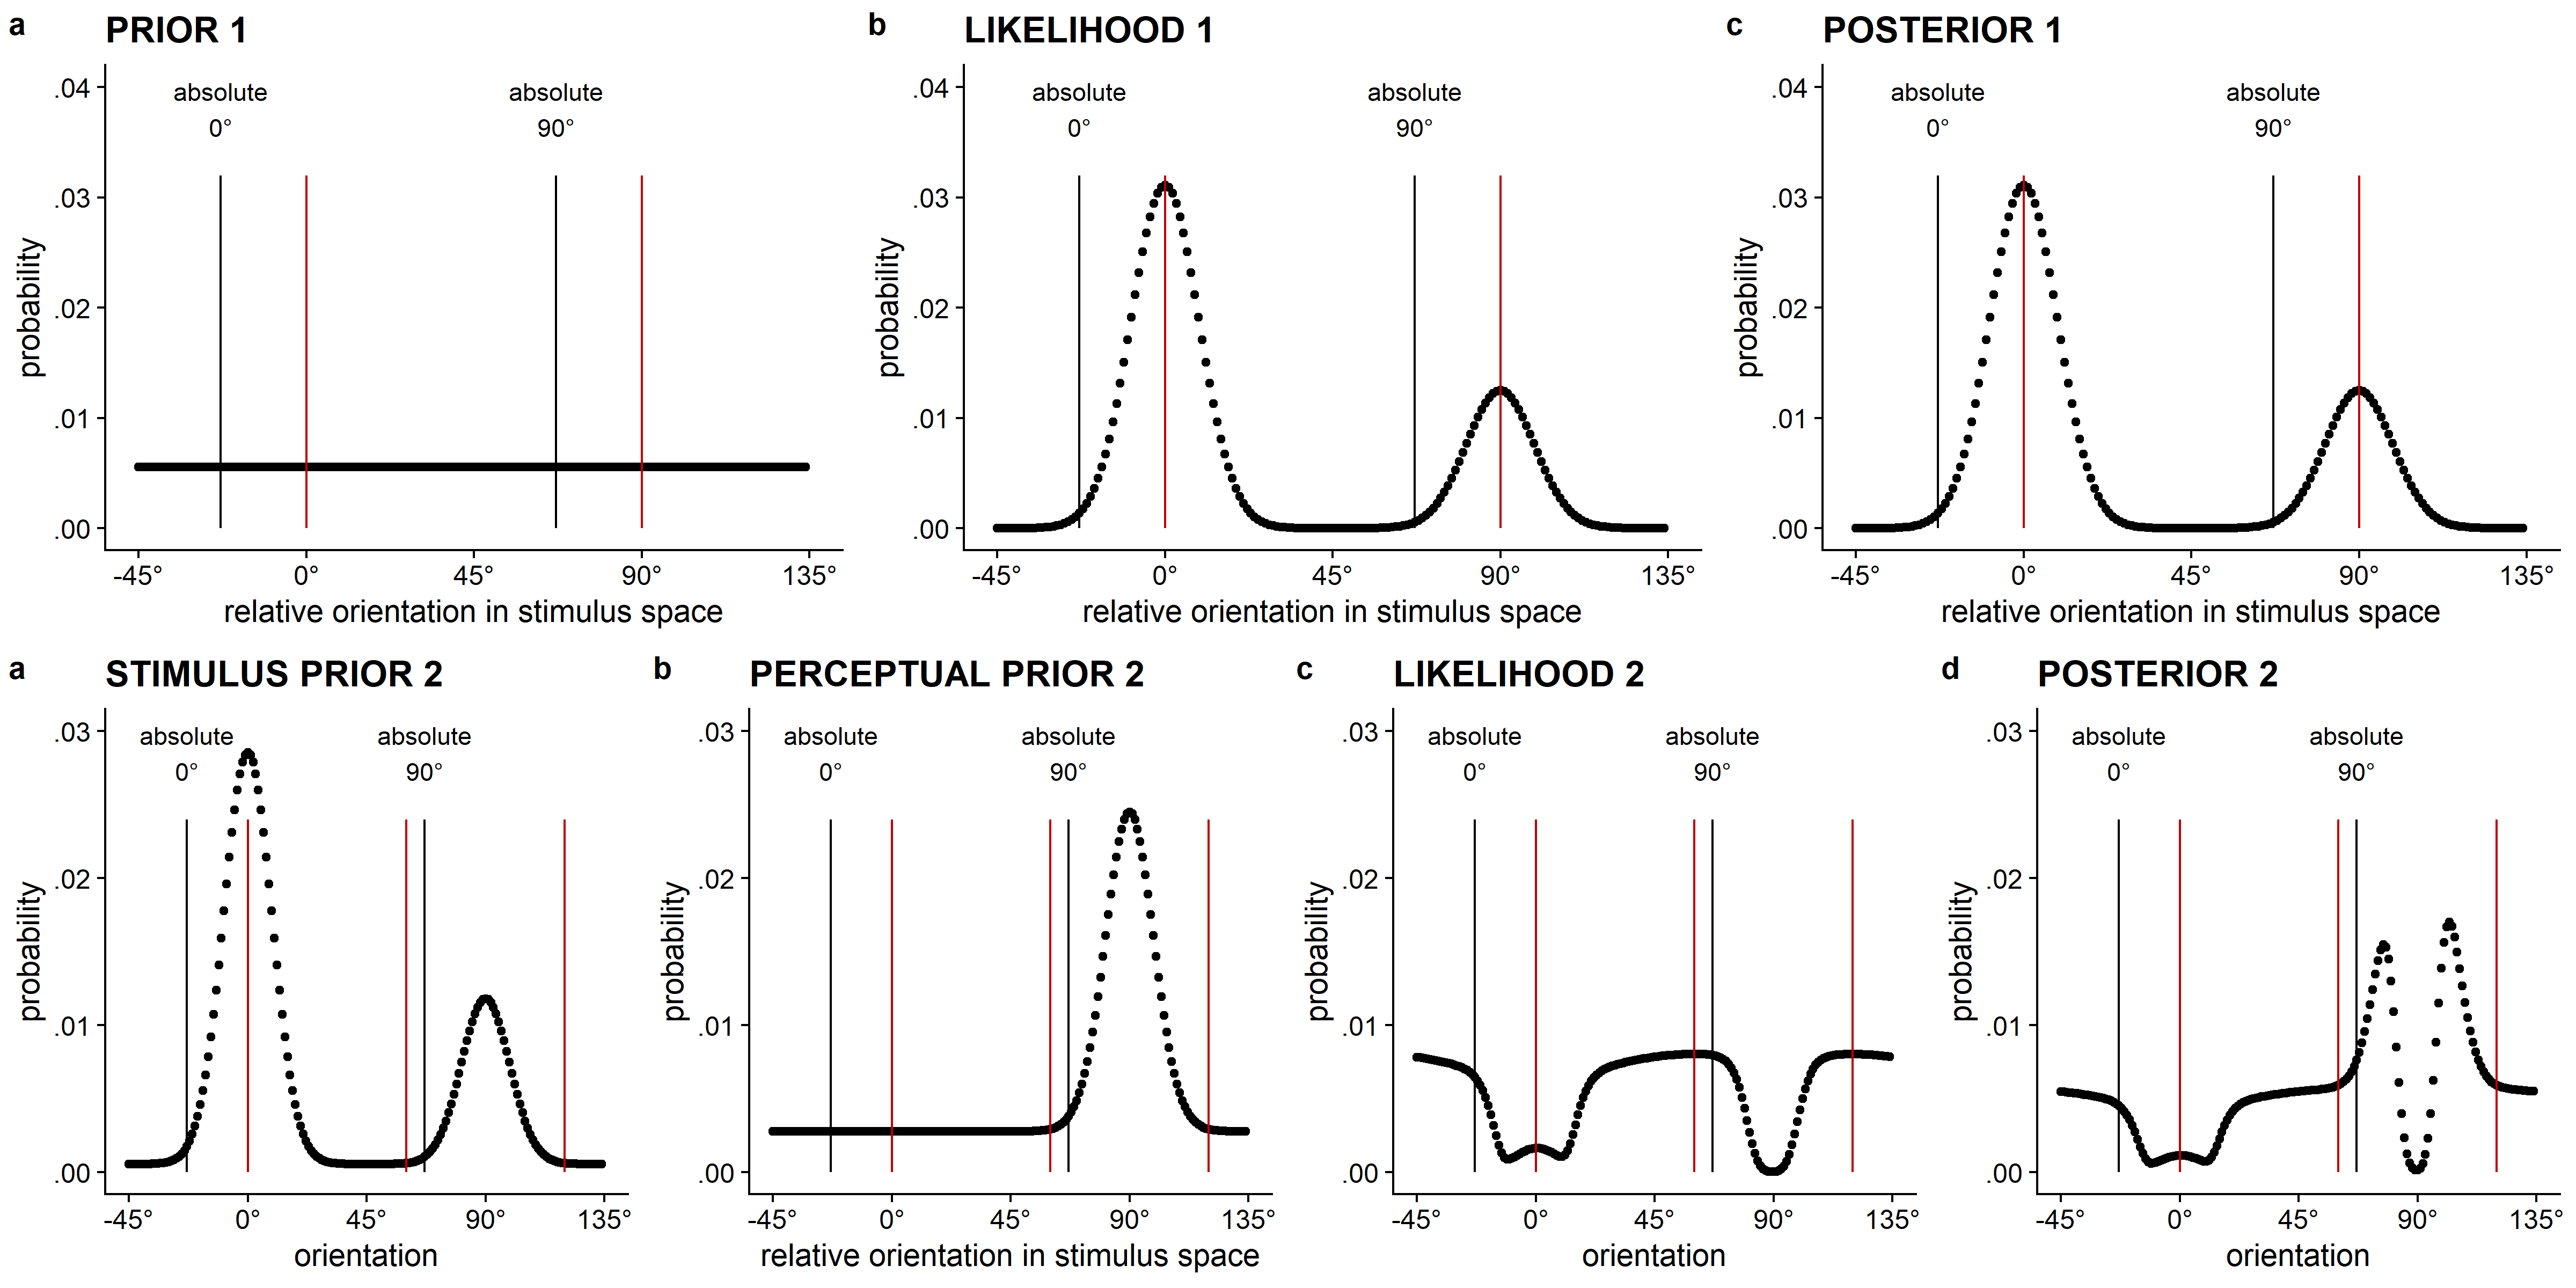 a PRIOR 1
absolute 0°
absolute 90°
.04
.03
.02
.01
.00
probability
-45° 0° 45° 90° 135°
relative orientation in stimulus space
b LIKELIHOOD 1
absolute 0°
absolute 90°
.04
.03
.02
.01
.00
probability
-45° 0° 45° 90° 135°
relative orientation in stimulus space
c POSTERIOR 1
absolute 0°
absolute 90°
.04
.03
.02
.01
.00
probability
-45° 0° 45° 90° 135°
relative orientation in stimulus space
a STIMULUS PRIOR 2
absolute 0°
absolute 90°
.03
.02
.01
.00
probability
-45° 0° 45° 90° 135°
orientation
b PERCEPTUAL PRIOR 2
absolute 0°
absolute 90°
.03
.02
.01
.00
probability
-45° 0° 45° 90° 135°
relative orientation in stimulus space
c LIKELIHOOD 2
absolute 0°
absolute 90°
.03
.02
.01
.00
probability
-45° 0° 45° 90° 135°
orientation
d POSTERIOR 2
absolute 0°
absolute 90°
.03
.02
.01
.00
probability
-45° 0° 45° 90° 135°
orientation